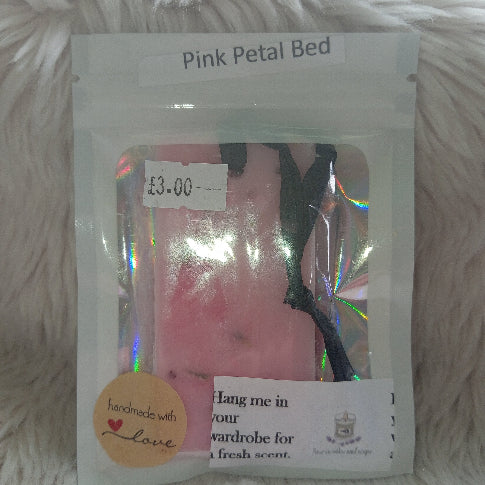 Pink Petal Bed
£3.00
handmade with
love
Hang me in
your
wardrobe for
a fresh scent.